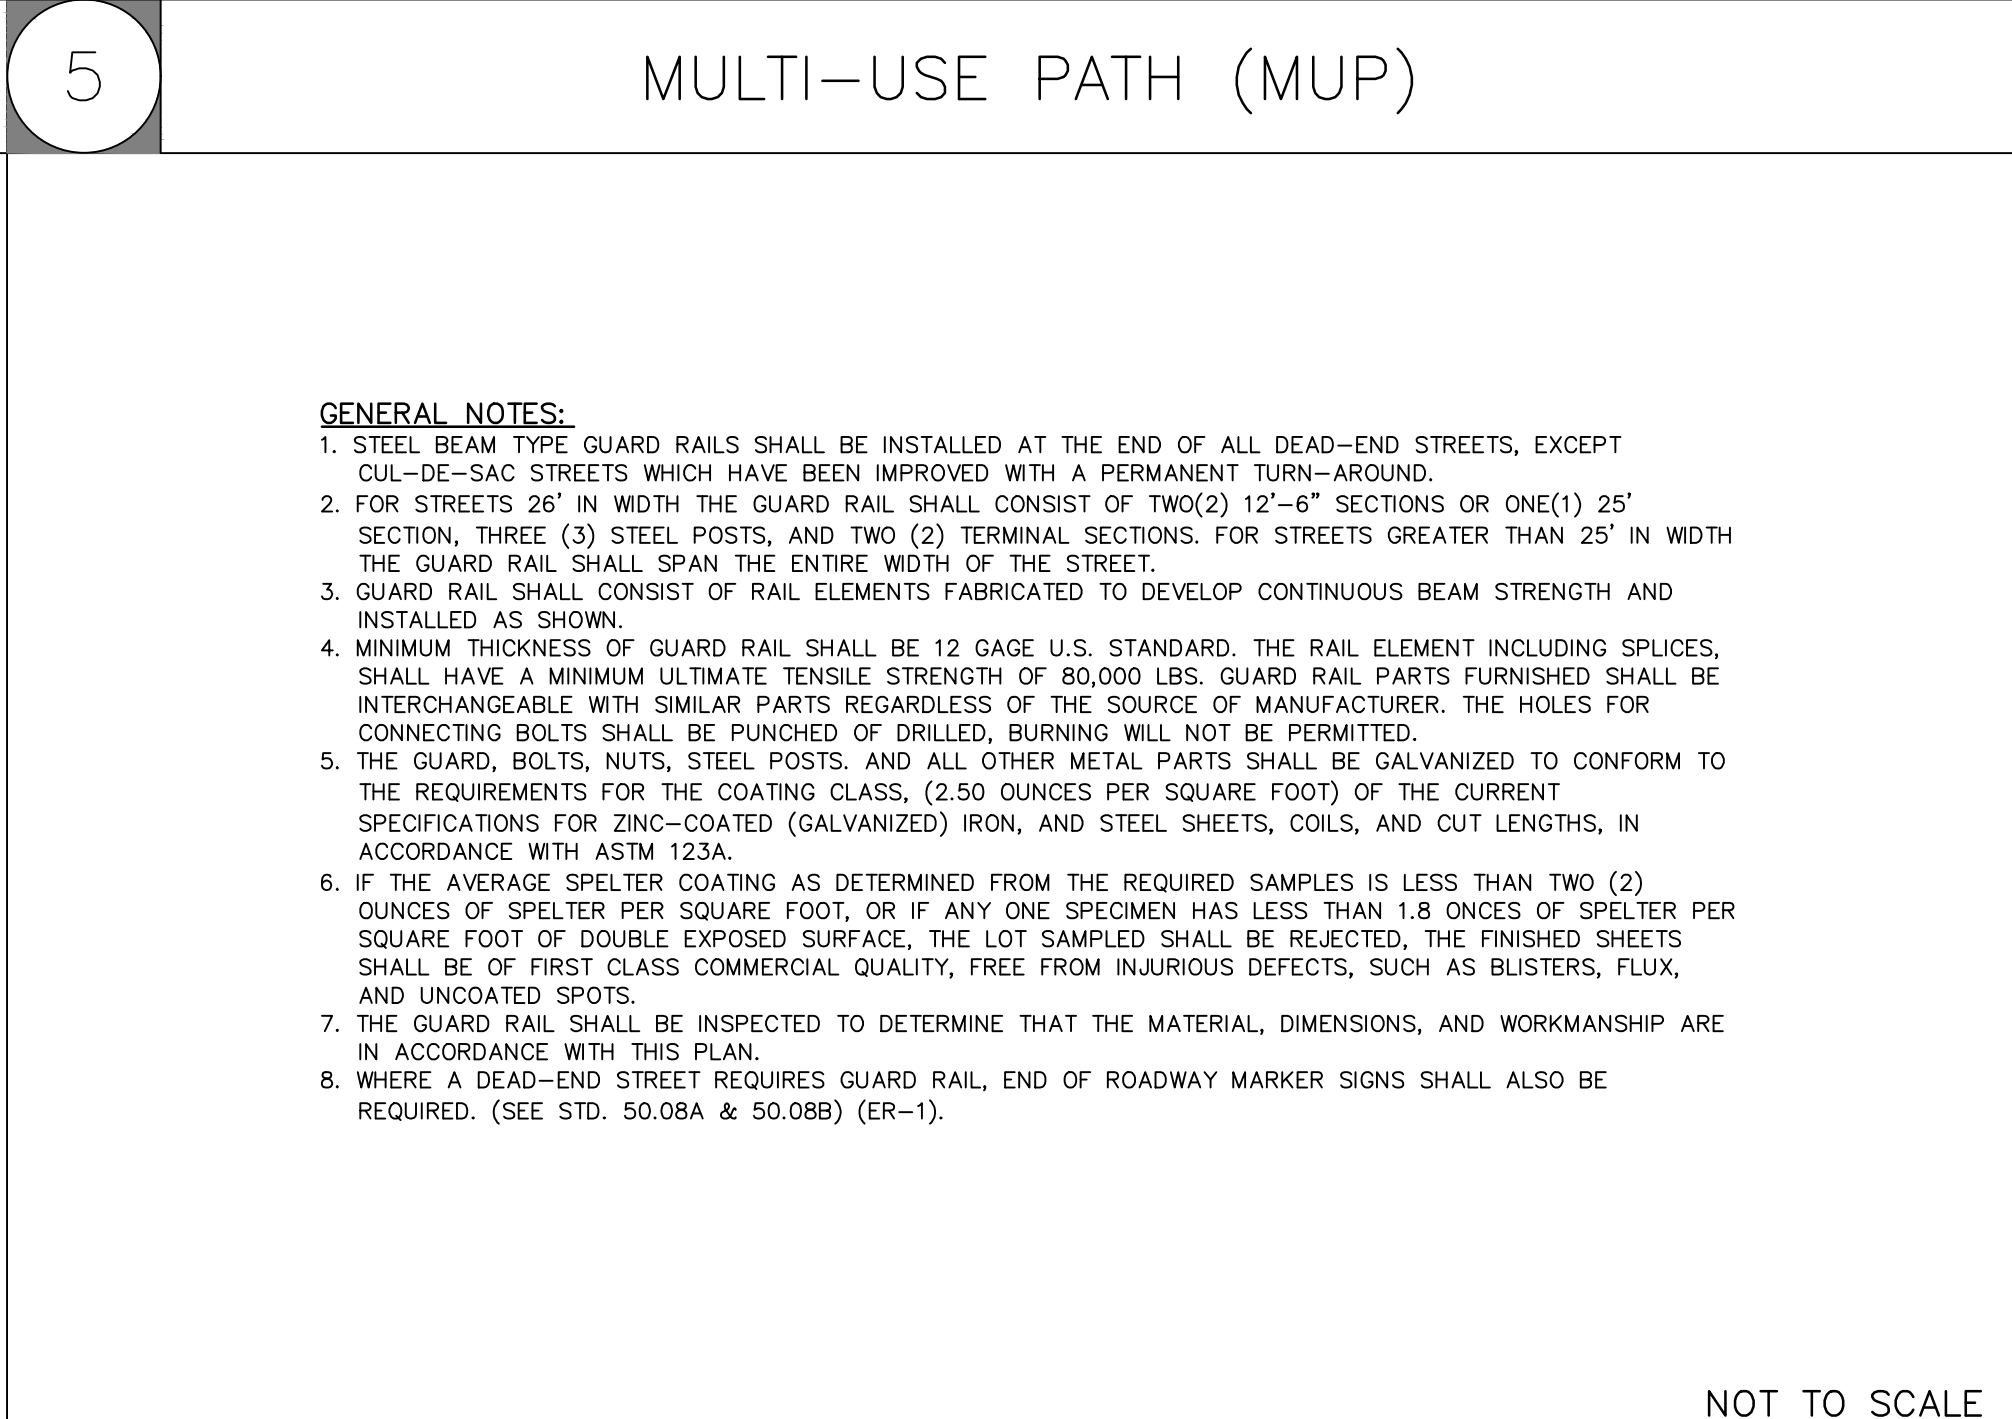 5
MULTI-USE PATH (MUP)
GENERAL NOTES:
1. STEEL BEAM TYPE GUARD RAILS SHALL BE INSTALLED AT THE END OF ALL DEAD-END STREETS, EXCEPT
CUL-DE-SAC STREETS WHICH HAVE BEEN IMPROVED WITH A PERMANENT TURN-AROUND.
2. FOR STREETS 26' IN WIDTH THE GUARD RAIL SHALL CONSIST OF TWO(2) 12'-6" SECTIONS OR ONE(1) 25'
SECTION, THREE (3) STEEL POSTS, AND TWO (2) TERMINAL SECTIONS. FOR STREETS GREATER THAN 25' IN WIDTH
THE GUARD RAIL SHALL SPAN THE ENTIRE WIDTH OF THE STREET.
3. GUARD RAIL SHALL CONSIST OF RAIL ELEMENTS FABRICATED TO DEVELOP CONTINUOUS BEAM STRENGTH AND
INSTALLED AS SHOWN.
4. MINIMUM THICKNESS OF GUARD RAIL SHALL BE 12 GAGE U.S. STANDARD. THE RAIL ELEMENT INCLUDING SPLICES,
SHALL HAVE A MINIMUM ULTIMATE TENSILE STRENGTH OF 80,000 LBS. GUARD RAIL PARTS FURNISHED SHALL BE
INTERCHANGEABLE WITH SIMILAR PARTS REGARDLESS OF THE SOURCE OF MANUFACTURER. THE HOLES FOR
CONNECTING BOLTS SHALL BE PUNCHED OF DRILLED, BURNING WILL NOT BE PERMITTED.
5. THE GUARD, BOLTS, NUTS, STEEL POSTS. AND ALL OTHER METAL PARTS SHALL BE GALVANIZED TO CONFORM TO
THE REQUIREMENTS FOR THE COATING CLASS, (2.50 OUNCES PER SQUARE FOOT) OF THE CURRENT
SPECIFICATIONS FOR ZINC-COATED (GALVANIZED) IRON, AND STEEL SHEETS, COILS, AND CUT LENGTHS, IN
ACCORDANCE WITH ASTM 123A.
6. IF THE AVERAGE SPELTER COATING AS DETERMINED FROM THE REQUIRED SAMPLES IS LESS THAN TWO (2)
OUNCES OF SPELTER PER SQUARE FOOT, OR IF ANY ONE SPECIMEN HAS LESS THAN 1.8 ONCES OF SPELTER PER
SQUARE FOOT OF DOUBLE EXPOSED SURFACE, THE LOT SAMPLED SHALL BE REJECTED, THE FINISHED SHEETS
SHALL BE OF FIRST CLASS COMMERCIAL QUALITY, FREE FROM INJURIOUS DEFECTS, SUCH AS BLISTERS, FLUX,
AND UNCOATED SPOTS.
7. THE GUARD RAIL SHALL BE INSPECTED TO DETERMINE THAT THE MATERIAL, DIMENSIONS, AND WORKMANSHIP ARE
IN ACCORDANCE WITH THIS PLAN.
8. WHERE A DEAD-END STREET REQUIRES GUARD RAIL, END OF ROADWAY MARKER SIGNS SHALL ALSO BE
REQUIRED. (SEE STD. 50.08A & 50.08B) (ER-1).
NOT TO SCALE